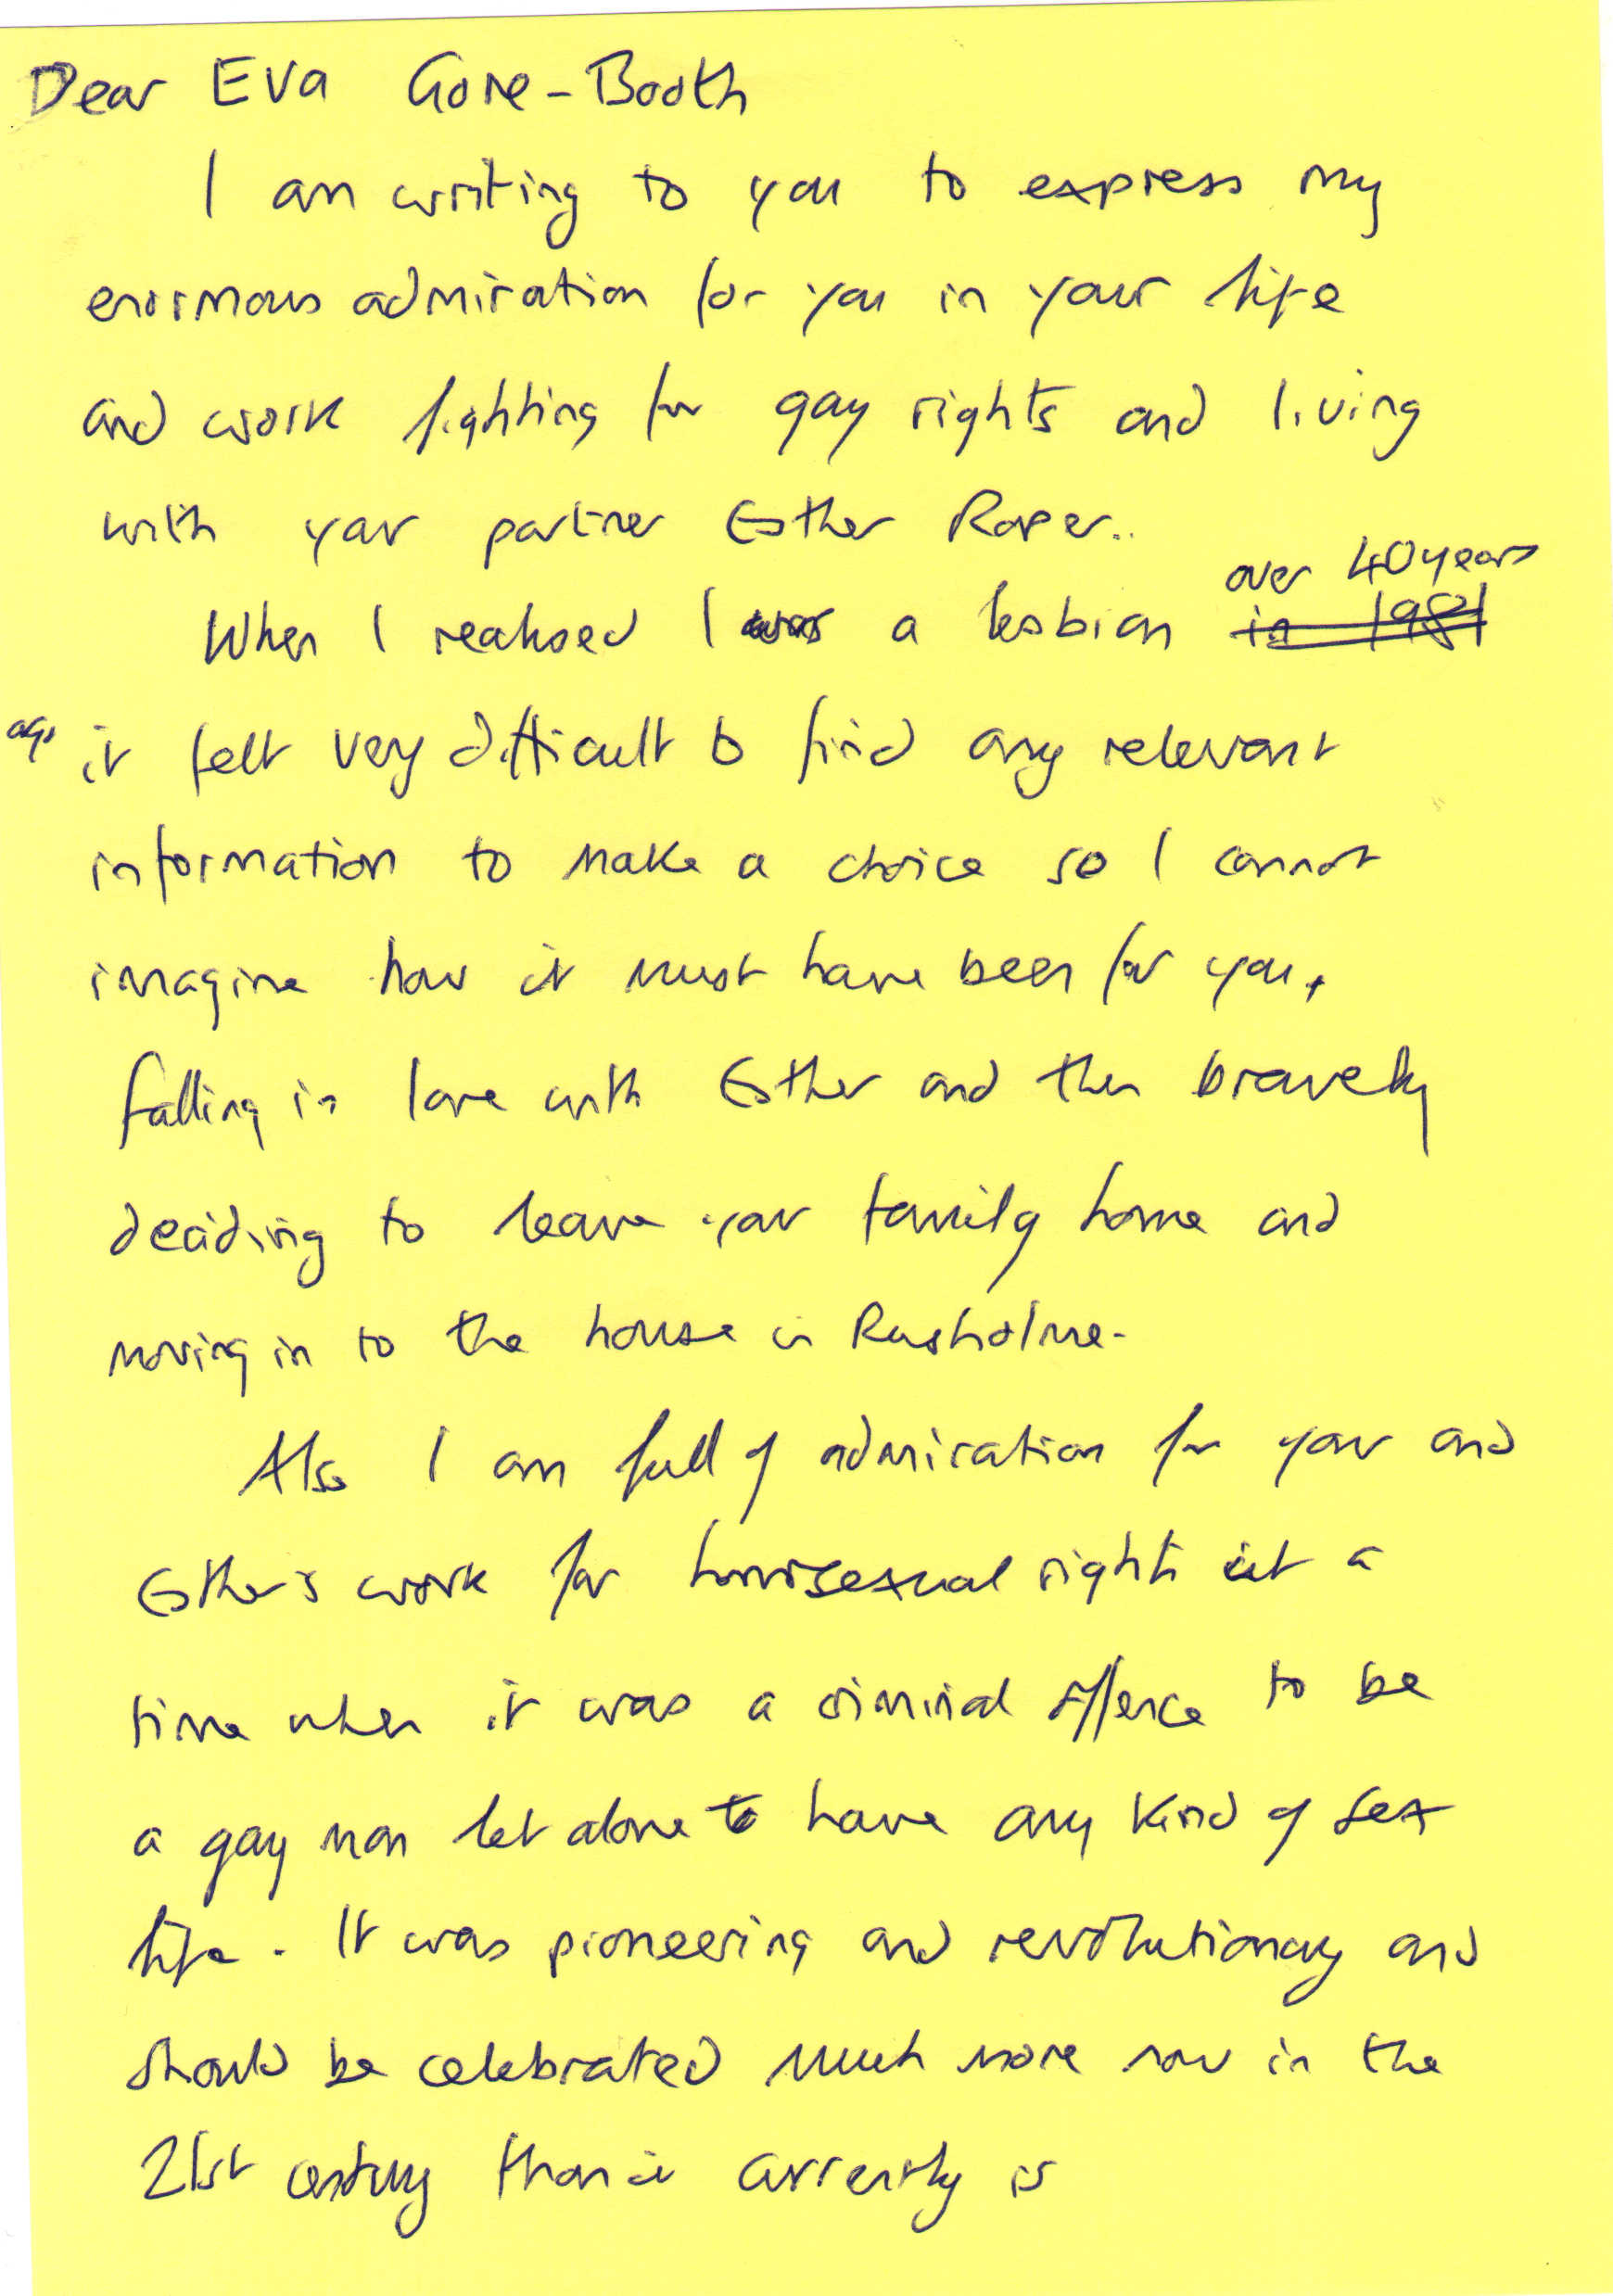 Dear Eva Gore-Booth
I am writing to you to express my
enormous admiration for you in your life
and work fighting for gay rights and living
with your partner Esther Roper..
over 40 years
When I realised I was a lesbian in 1981
ago it felt very difficult to find any relevant
information to make a choice so I cannot
imagine how it must have been for you,
falling in love with Esther and then bravely
deciding to leave your family home and
moving in to the house in Rusholme.
Also I am full of admiration for your and
Esther's work for homosexual rights at a
time when it was a criminal offence to be
a gay man let alone to have any kind of sex
life. It was pioneering and revolutionary and
should be celebrated much more now in the
21st century than it currently is